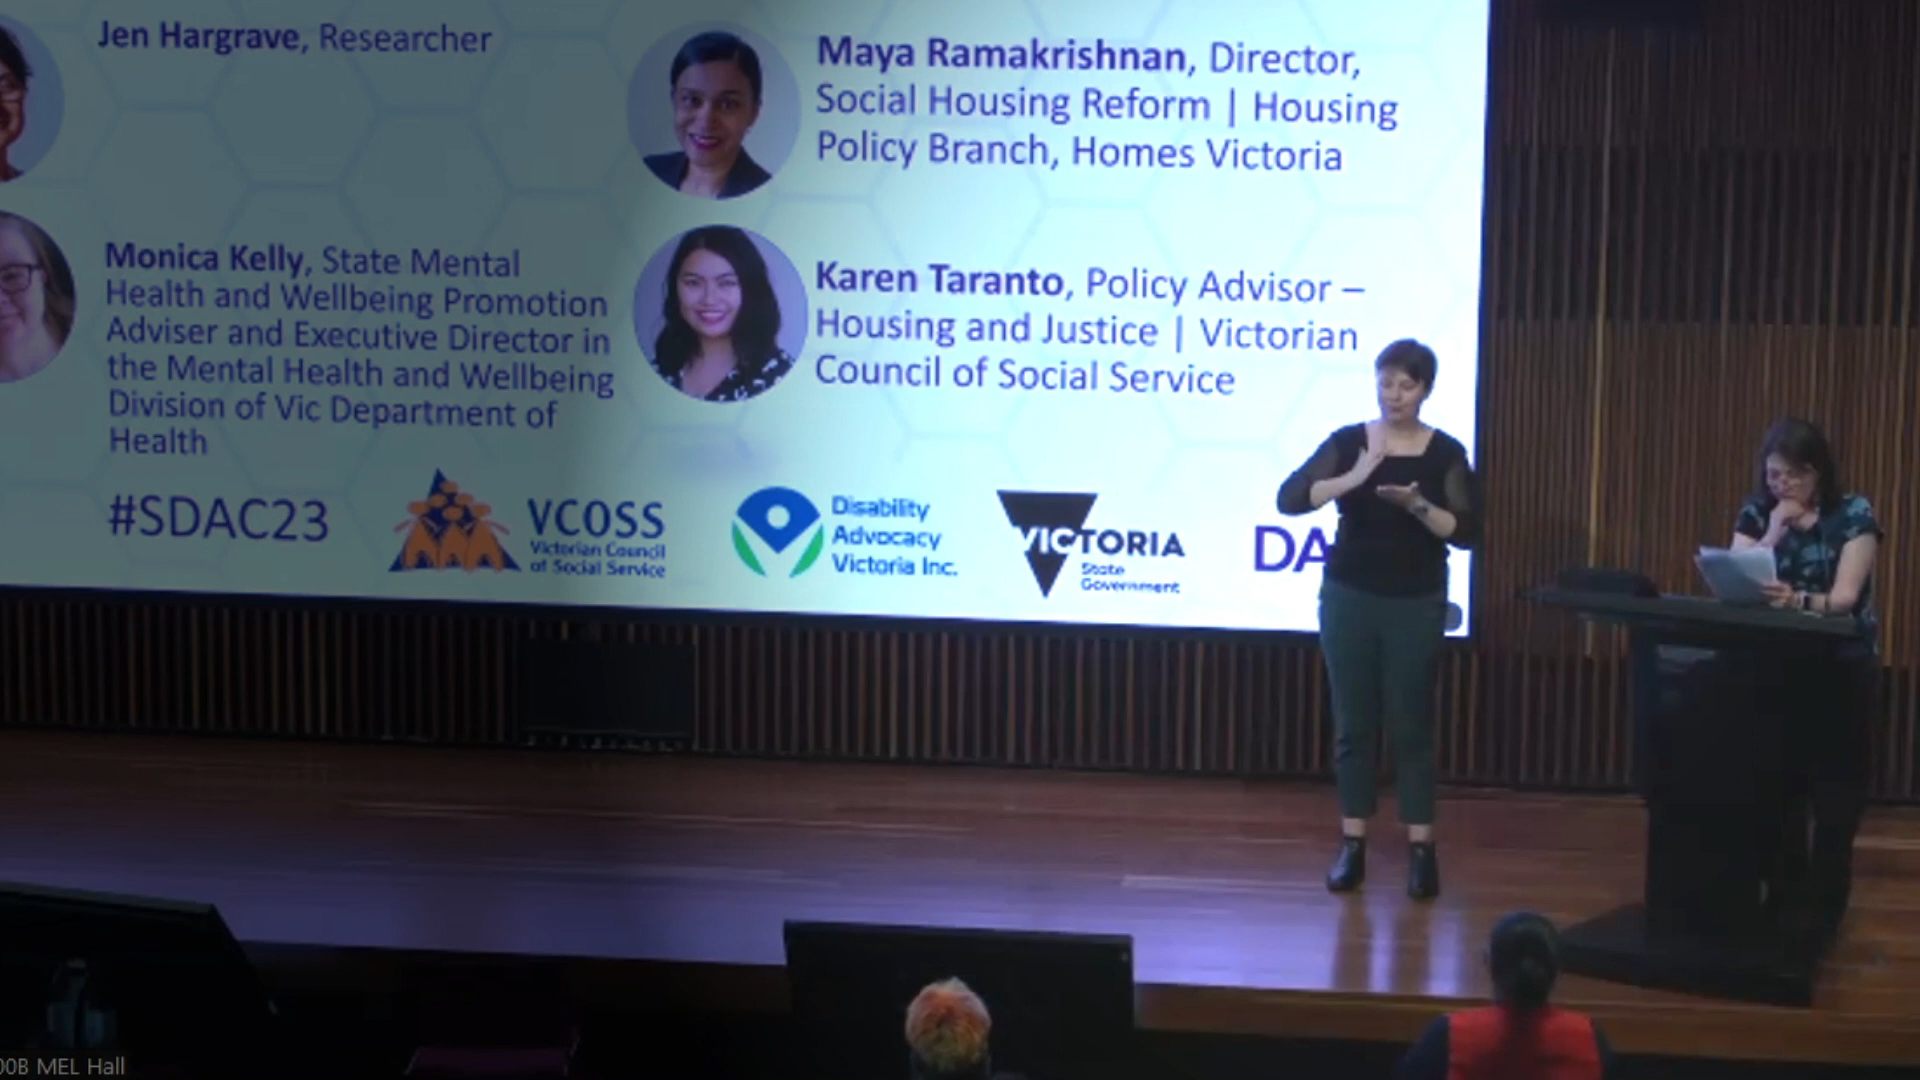 Jen Hargrave, Researcher
Maya Ramakrishnan, Director,
Social Housing Reform | Housing
Policy Branch, Homes Victoria
Monica Kelly, State Mental
Health and Wellbeing Promotion
Adviser and Executive Director in
the Mental Health and Wellbeing
Division of Vic Department of
Health
Karen Taranto, Policy Advisor –
Housing and Justice | Victorian
Council of Social Service
#SDAC23
VCOSS
Victorian Council
of Social Service
Disability
Advocacy
Victoria Inc.
VICTORIA
State
Government
DA
00B MEL Hall